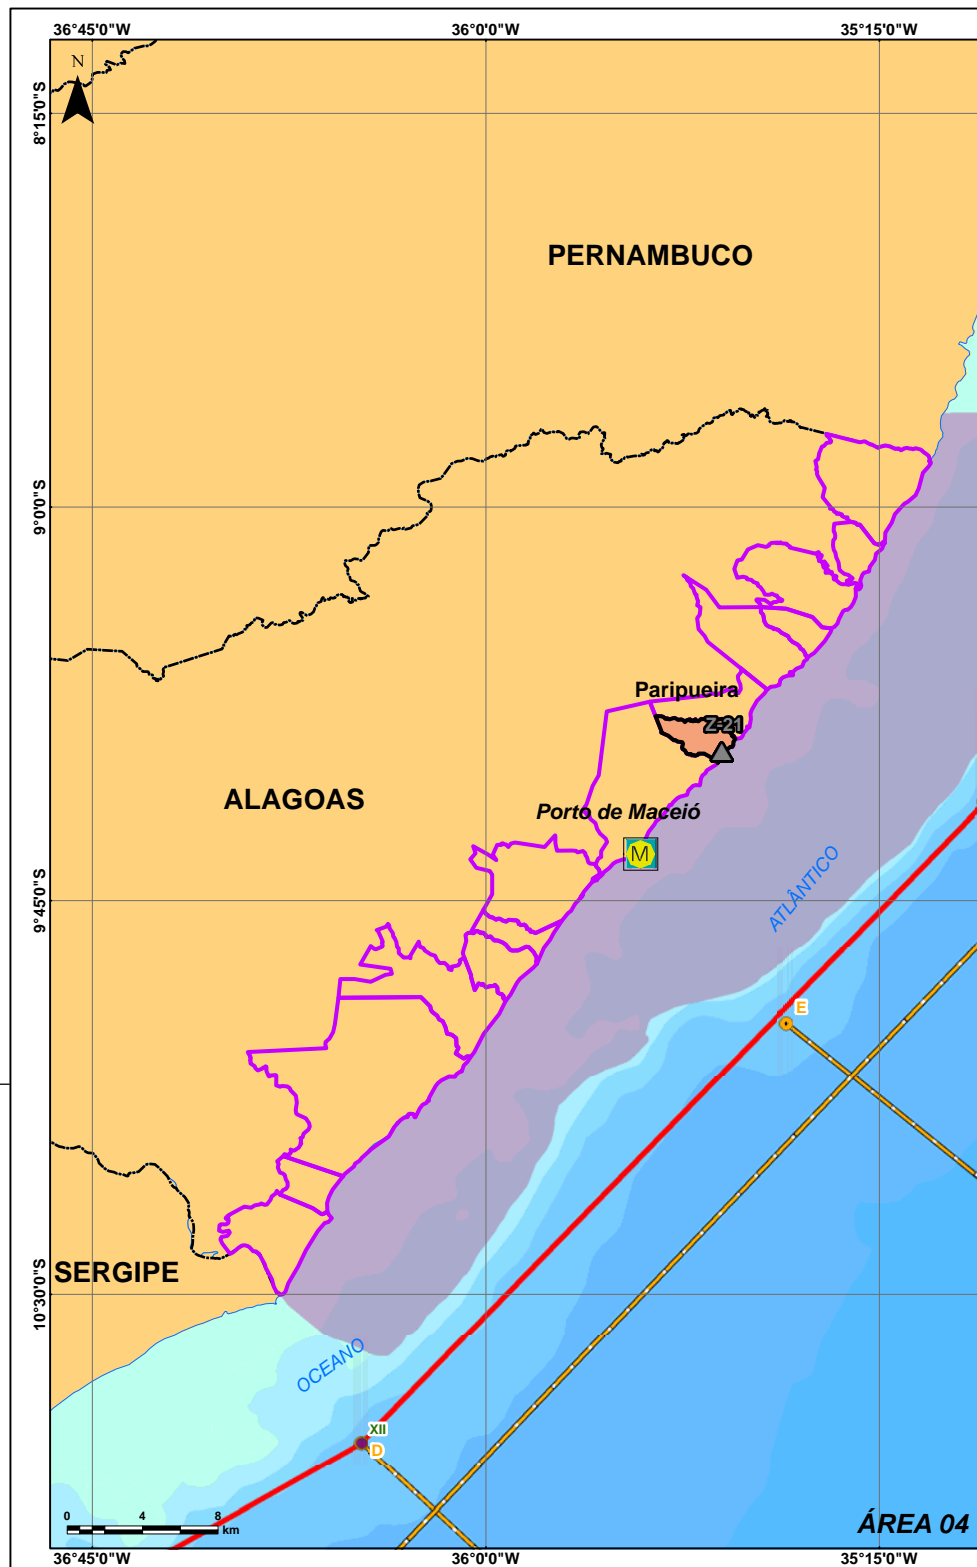 36°45'0"W
36°0'0"W
35°15'0"W
N
8°15'0"S
PERNAMBUCO
9°0'0"S
Paripueira
Z-21
ALAGOAS
Porto de Maceió
M
ATLÂNTICO
9°45'0"S
E
SERGIPE
10°30'0"S
OCEANO
XII
D
0 4 8
km
ÁREA 04
36°45'0"W
36°0'0"W
35°15'0"W